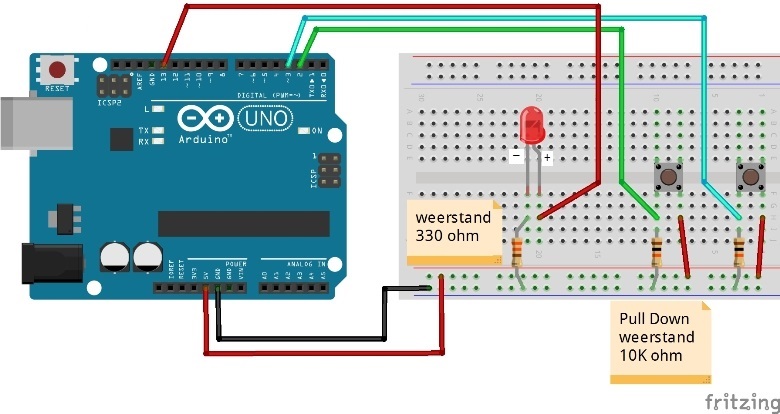 RESET
ICSP2
AREF
GND
13
12
~11
~10
~9
8
7
~6
~5
4
~3
2
TX▷1
RX◁0
DIGITAL (PWM=~)
L
TX
RX
UNO
Arduino™
ON
1
ICSP
IOREF
RESET
3V3
5V
GND
GND
VIN
POWER
ANALOG IN
A0
A1
A2
A3
A4
A5
- +
weerstand
330 ohm
Pull Down
weerstand
10K ohm
fritzing